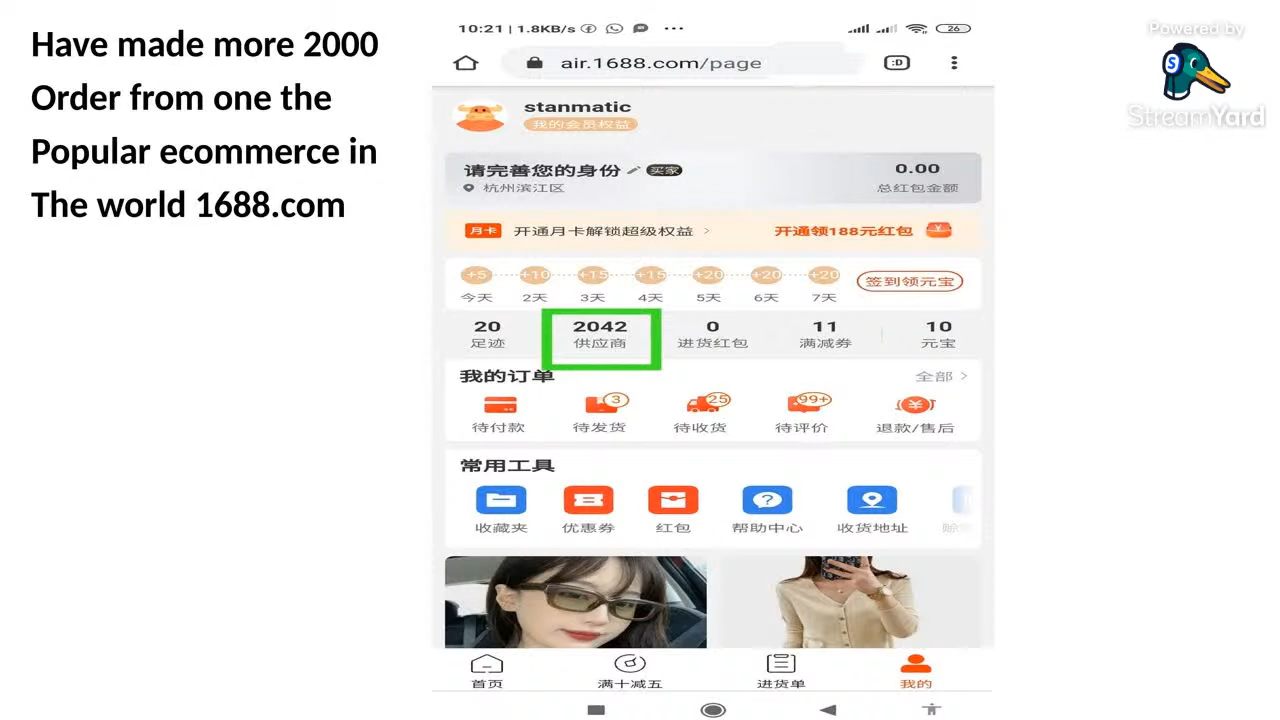 Have made more 2000
Order from one the
Popular ecommerce in
The world 1688.com
Powered by
StreamYard
10:21 | 1.8KB/s ... 26
air.1688.com/page :D
stanmatic
我的会员权益
请完善您的身份 买家 0.00
杭州滨江区 总红包金额
月卡 开通月卡解锁超级权益 > 开通领188元红包
+5 +10 +15 +15 +20 +20 +20 签到领元宝
今天 2天 3天 4天 5天 6天 7天
20 2042 0 11 10
足迹 供应商 进货红包 满减券 元宝
我的订单 全部 >
3 25 99+
待付款 待发货 待收货 待评价 退款/售后
常用工具
收藏夹 优惠券 红包 帮助中心 收货地址
首页 满十减五 进货单 我的